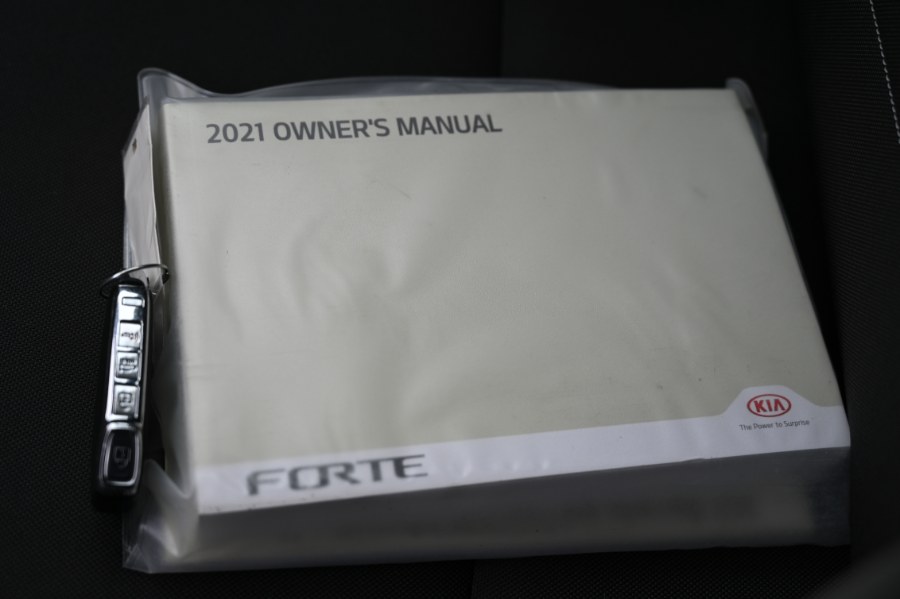 2021 OWNER'S MANUAL
KIA
The Power to Surprise
FORTE